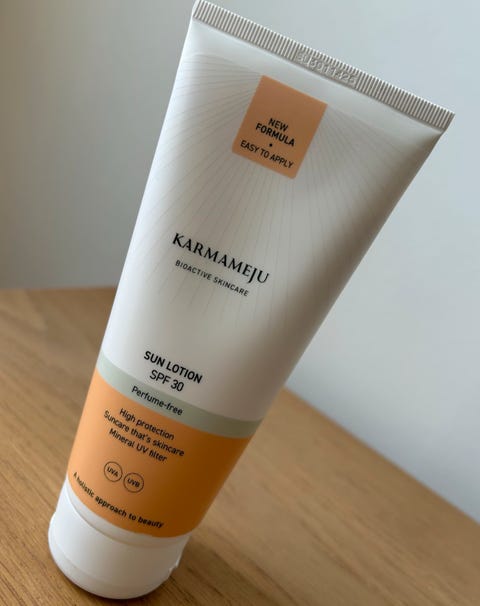 NEW
FORMULA
•
EASY TO APPLY
KARMAMEJU
BIOACTIVE SKINCARE
SUN LOTION
SPF 30
Perfume-free
High protection
Suncare that's skincare
Mineral UV filter
UVA UVB
A holistic approach to beauty